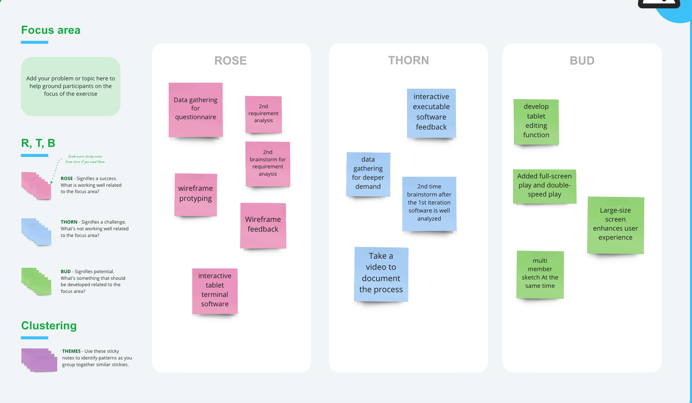 Focus area
Add your problem or topic here to
help ground participants on the
focus of the exercise
R, T, B
ROSE - Signifies a success.
What is working well related
to the focus area?
THORN - Signifies a challenge.
What's not working well related
to the focus area?
BUD - Signifies potential.
What's something that should
be developed related to the
focus area?
Clustering
THEMES - Use these sticky
notes to identify patterns as you
group together similar stickies.
ROSE
Data gathering
for
questionnaire
2nd
requirement
analysis
2nd
brainstorm for
requirement
anaysis
wireframe
protyping
Wireframe
feedback
interactive
tablet
terminal
software
THORN
interactive
executable
software
feedback
data
gathering
for deeper
demand
2nd time
brainstorm after
the 1st iteration
software is well
analyzed
Take a
video to
document
the process
BUD
develop
tablet
editing
function
Added full-screen
play and double-
speed play
Large-size
screen
enhances user
experience
multi
member
sketch At the
same time